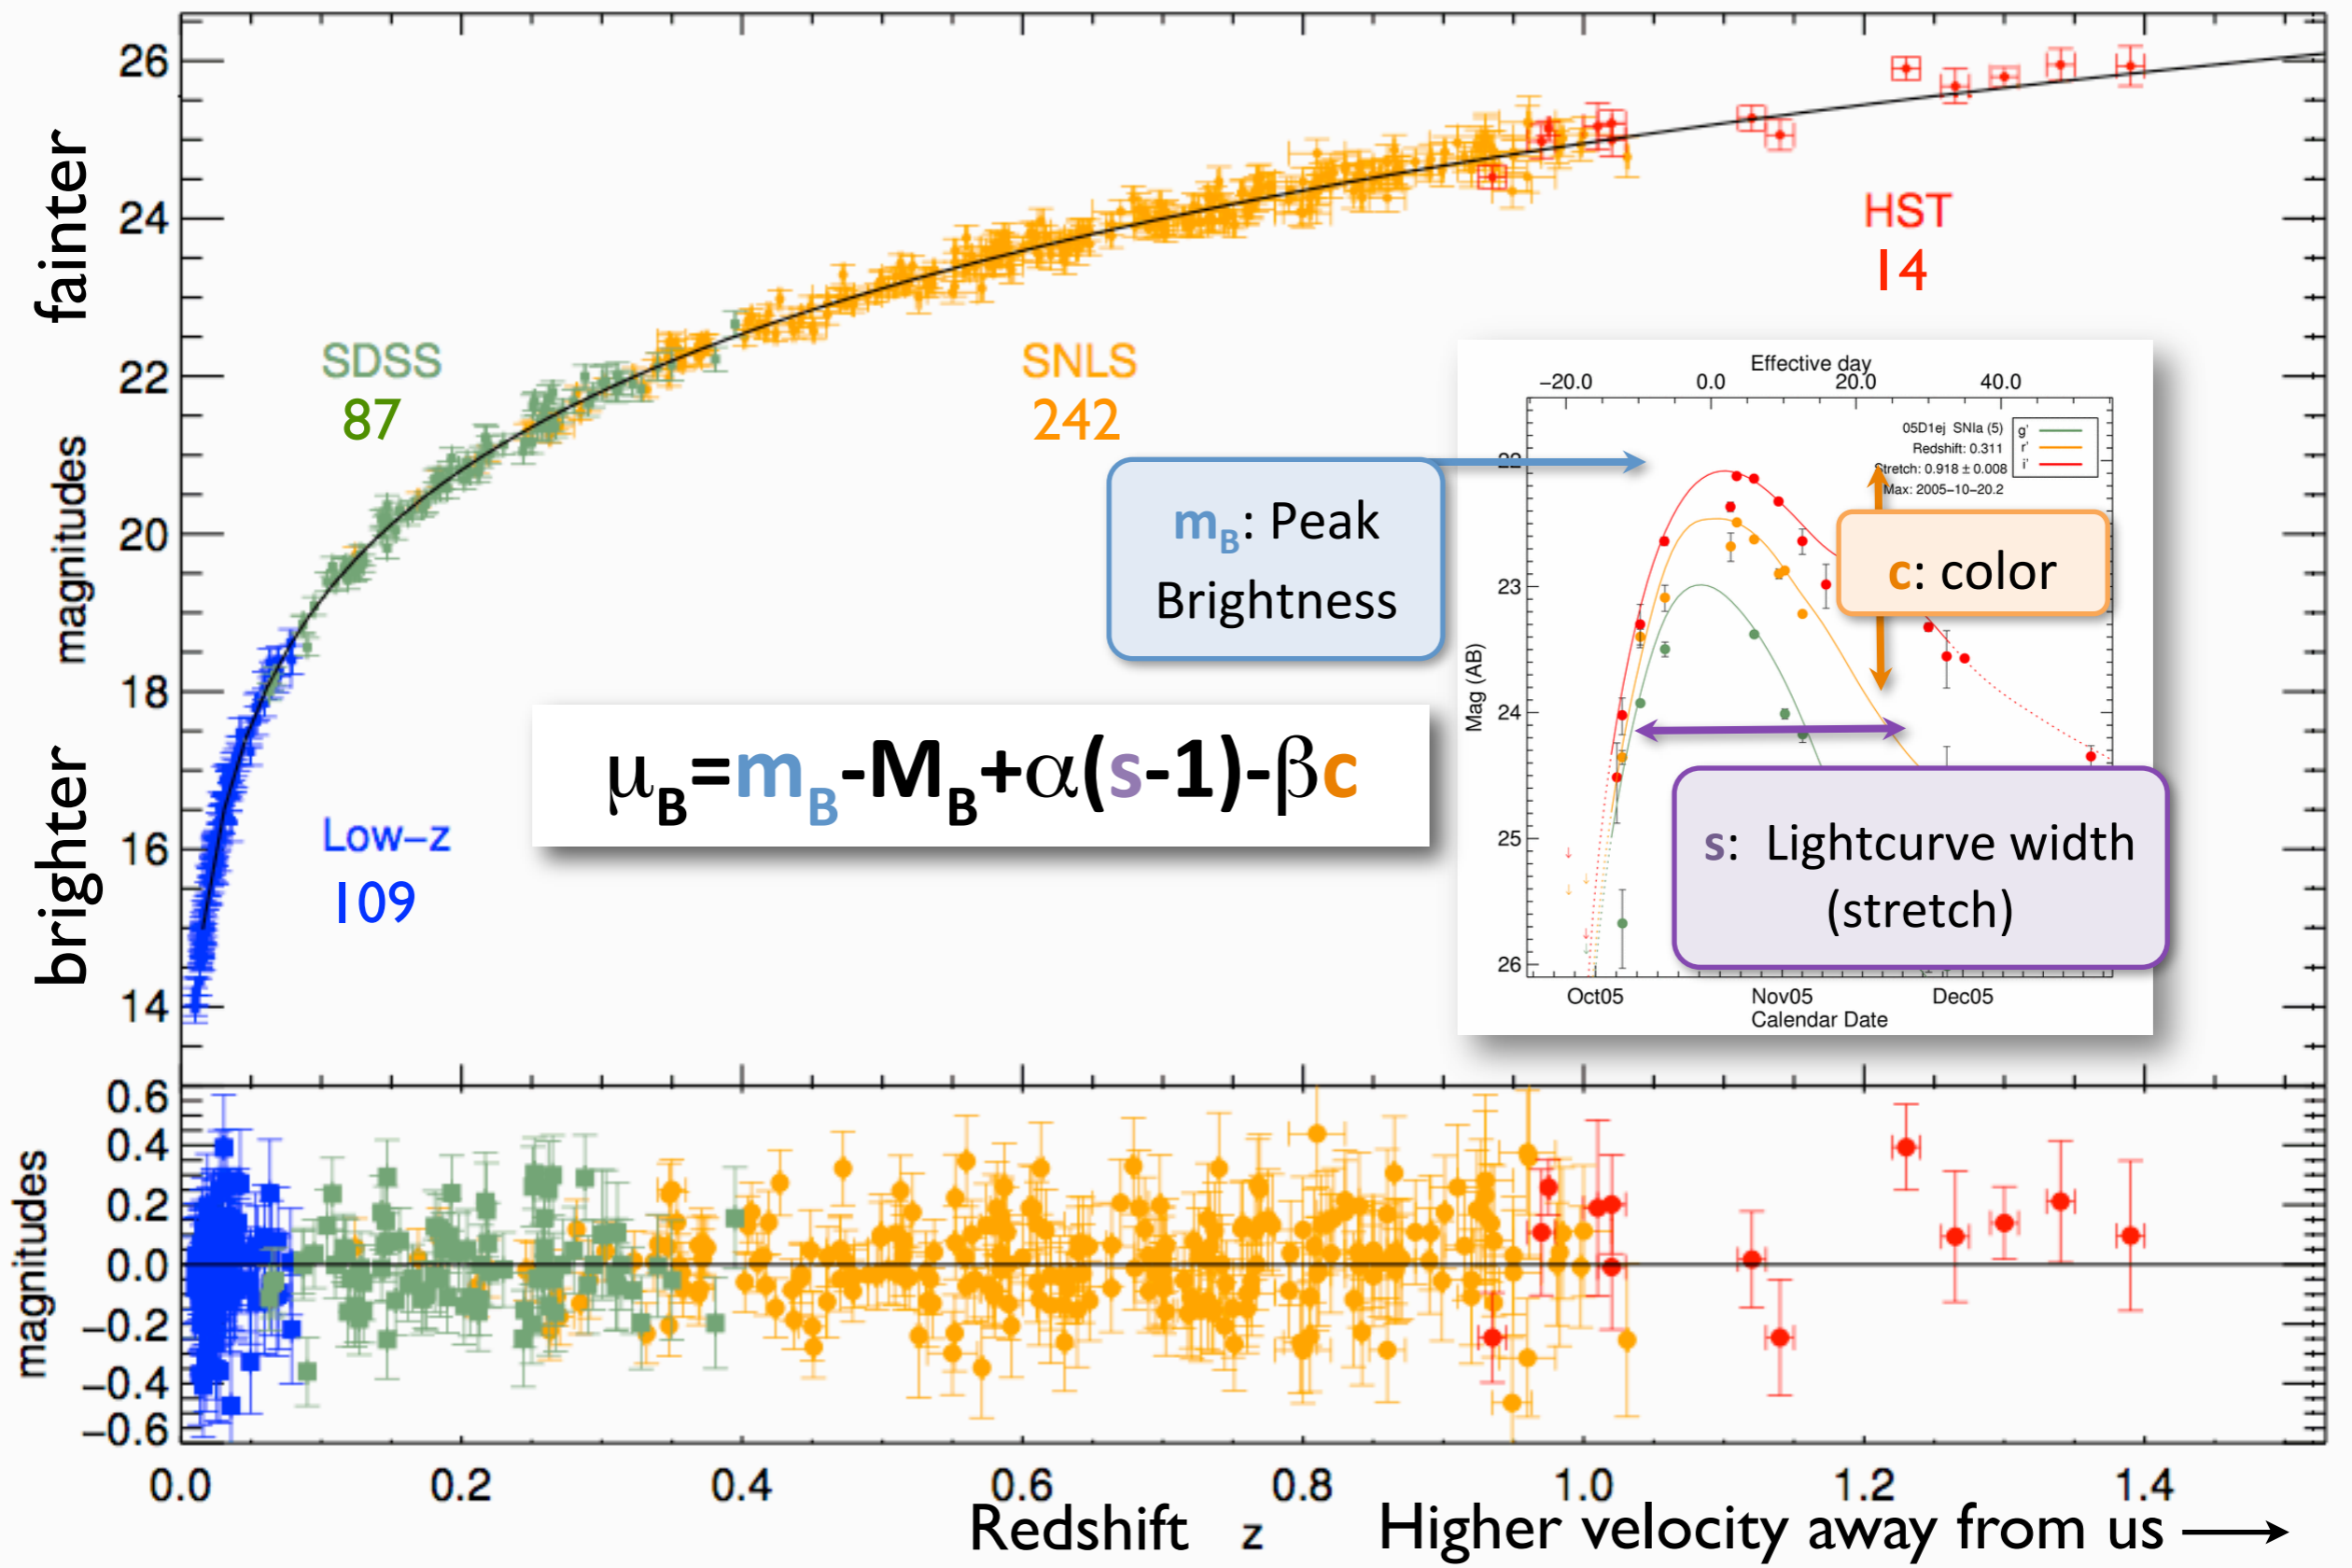 26
24
22
20
18
16
14
fainter
magnitudes
brighter
SDSS
87
SNLS
242
HST
14
Low-z
109
μB=mB-MB+α(s-1)-βc
mB: Peak
Brightness
c: color
s: Lightcurve width
(stretch)
Effective day
-20.0 0.0 20.0 40.0
05D1ej SNIa (5)
Redshift: 0.311
Stretch: 0.918 ± 0.008
Max: 2005-10-20.2
g'
r'
i'
22
23
24
25
26
Mag (AB)
Oct05 Nov05 Dec05
Calendar Date
0.6
0.4
0.2
0.0
-0.2
-0.4
-0.6
magnitudes
0.0 0.2 0.4 0.6 0.8 1.0 1.2 1.4
Redshift z Higher velocity away from us